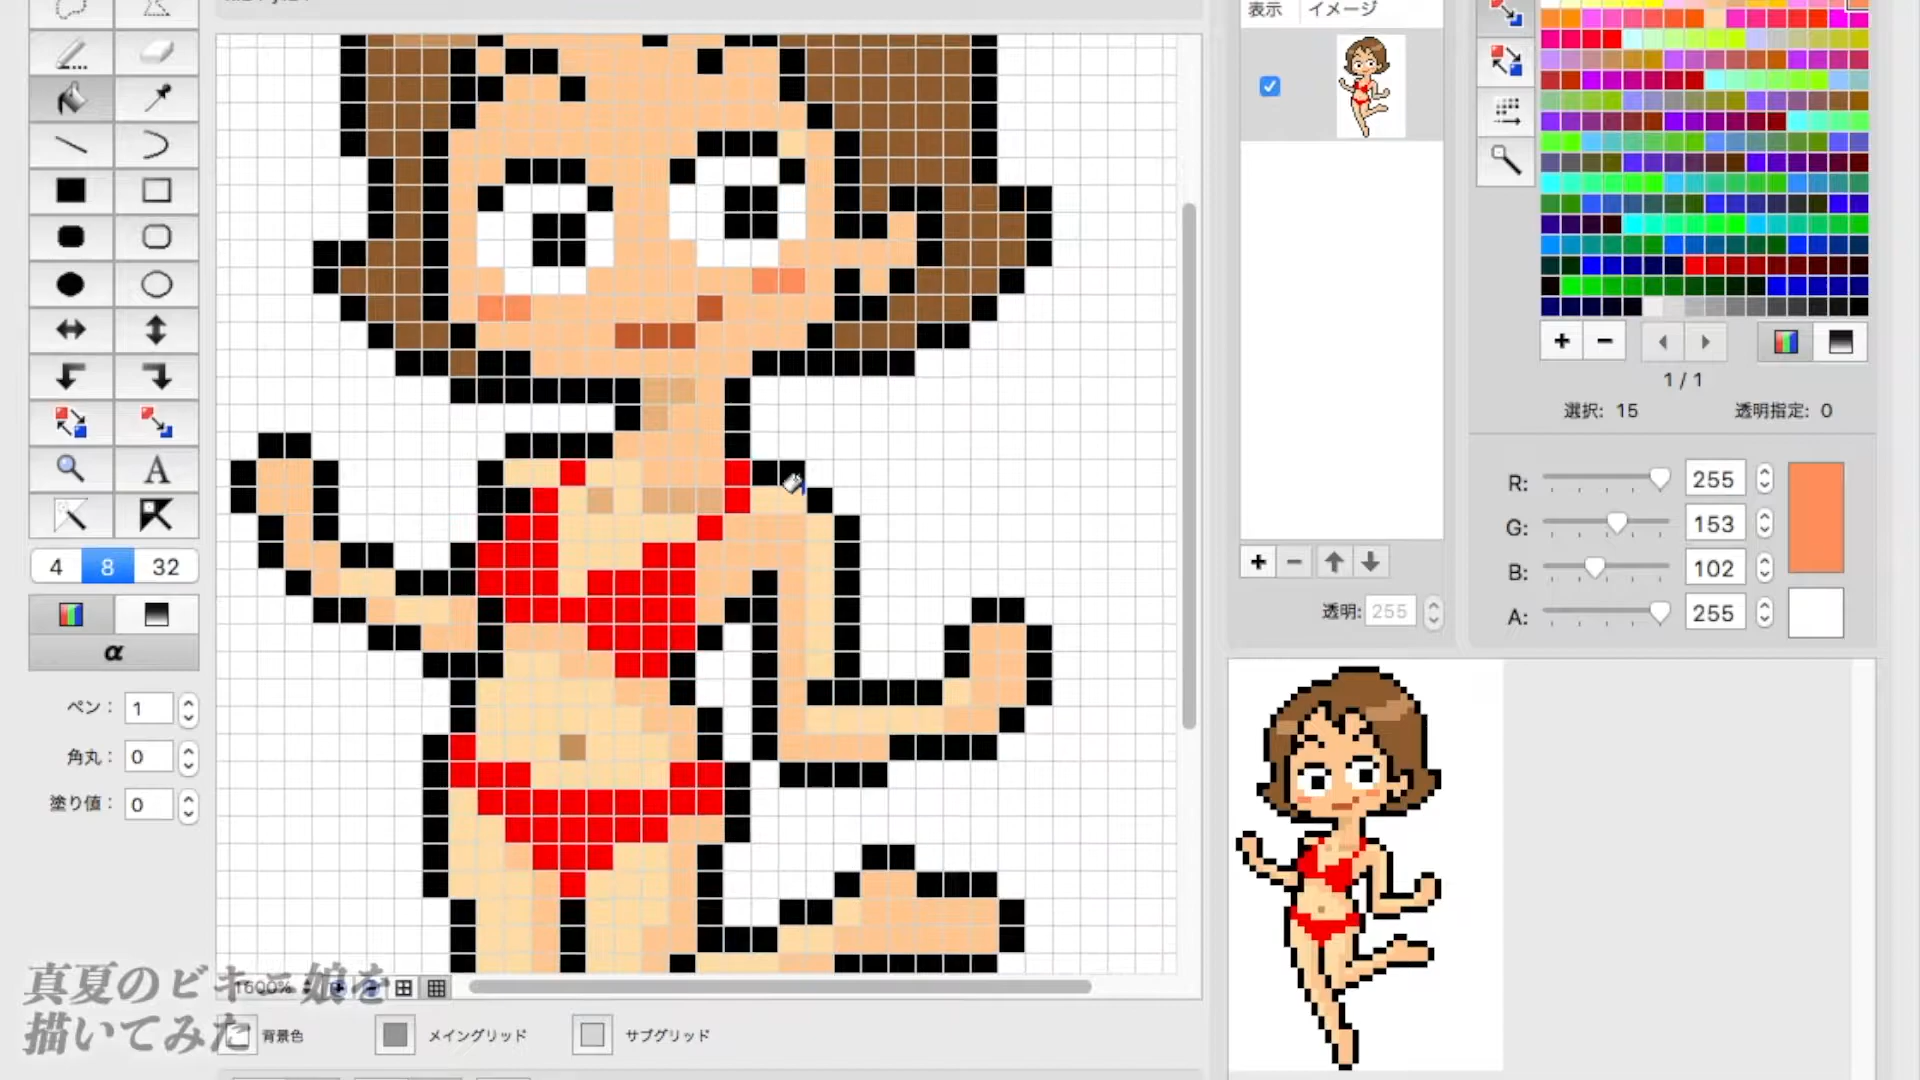 表示 イメージ
A
4 8 32
α
ペン： 1
角丸： 0
塗り値： 0
1 / 1
選択: 15 透明指定: 0
R: 255
G: 153
B: 102
A: 255
透明: 255
1600%
背景色 メイングリッド サブグリッド
真夏のビキニ娘を
描いてみた